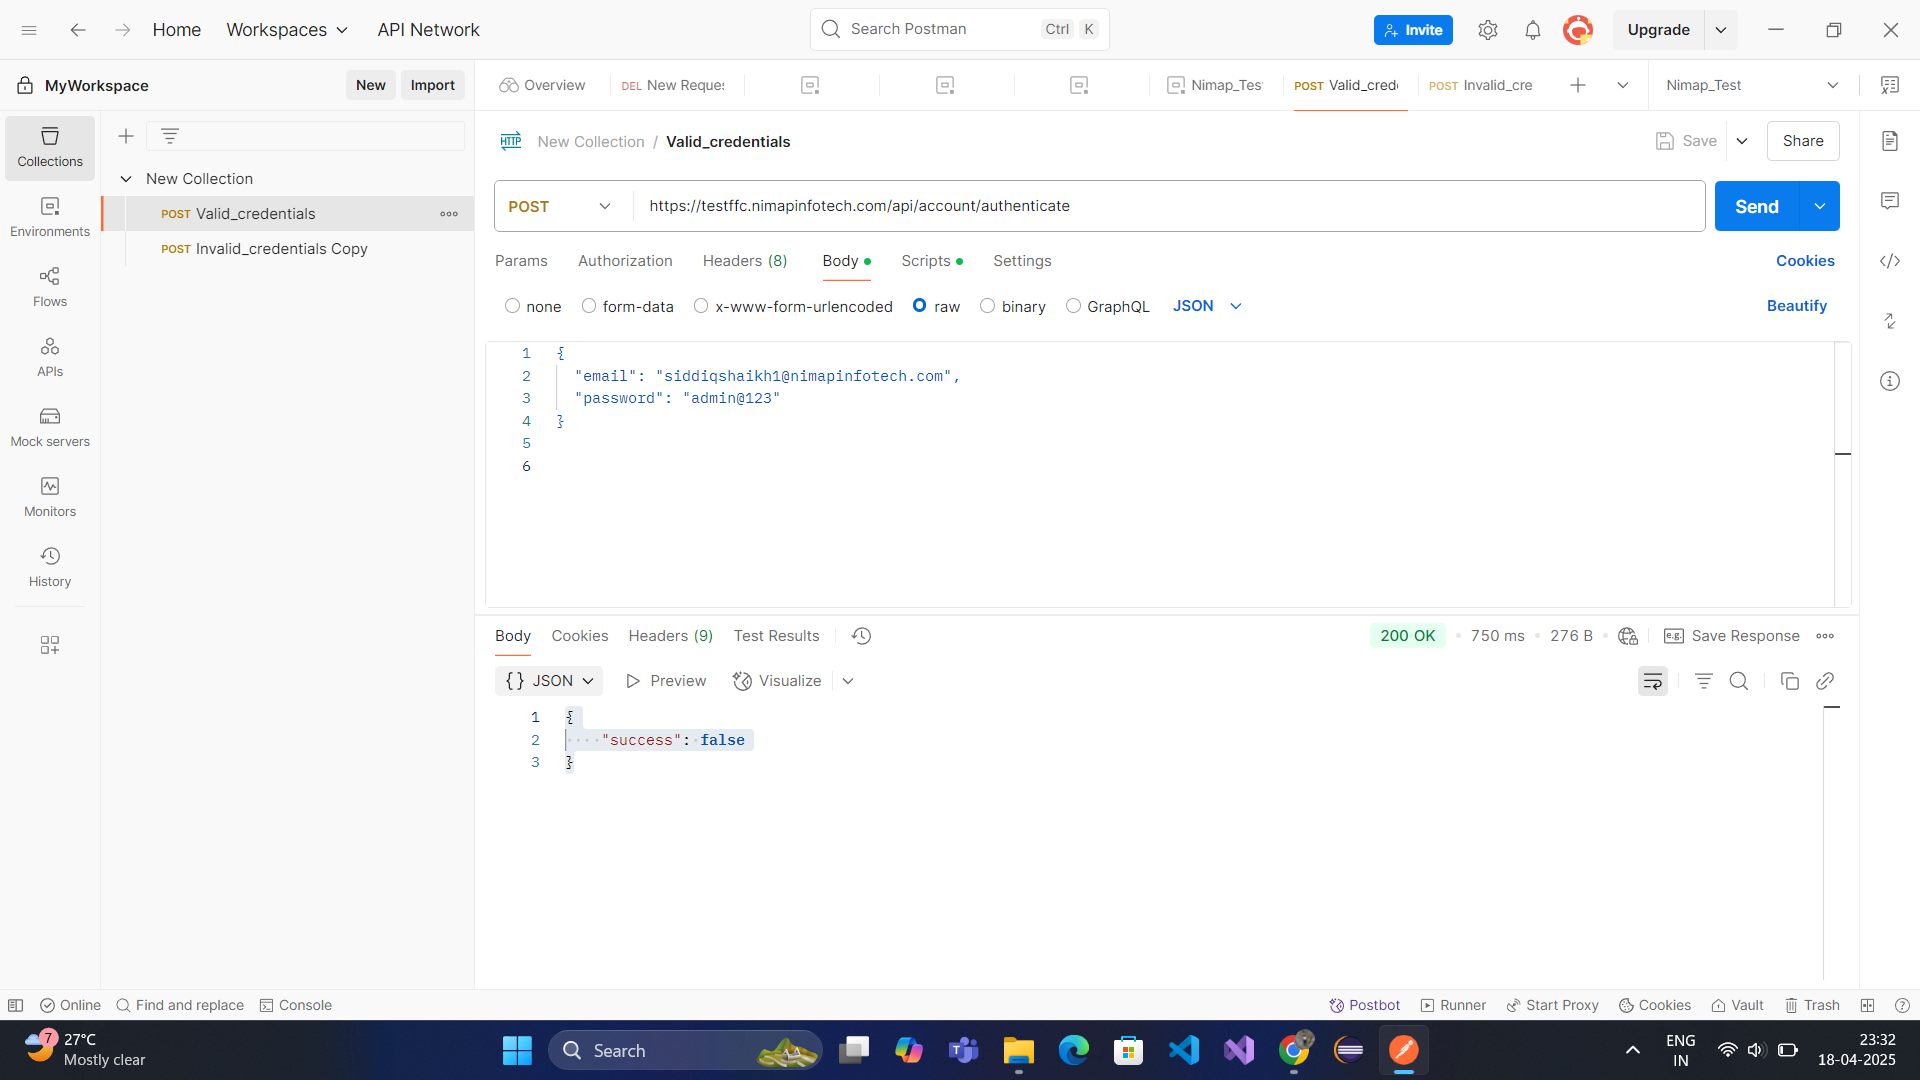 Home
Workspaces
API Network
Search Postman
Ctrl K
Invite
Upgrade
MyWorkspace
New
Import
Overview
DEL New Reques
Nimap_Tes
POST Valid_crede
POST Invalid_cre
Nimap_Test
Collections
Environments
Flows
APIs
Mock servers
Monitors
History
New Collection
POST Valid_credentials
POST Invalid_credentials Copy
HTTP New Collection / Valid_credentials
Save
Share
POST
https://testffc.nimapinfotech.com/api/account/authenticate
Send
Params
Authorization
Headers (8)
Body
Scripts
Settings
Cookies
none
form-data
x-www-form-urlencoded
raw
binary
GraphQL
JSON
Beautify
1 {
2 "email": "siddiqshaikh1@nimapinfotech.com",
3 "password": "admin@123"
4 }
5
6
Body
Cookies
Headers (9)
Test Results
200 OK
750 ms
276 B
e.g. Save Response
{} JSON
Preview
Visualize
1 {
2 "success": false
3 }
Online
Find and replace
Console
Postbot
Runner
Start Proxy
Cookies
Vault
Trash
7
27°C
Mostly clear
Search
ENG
IN
23:32
18-04-2025